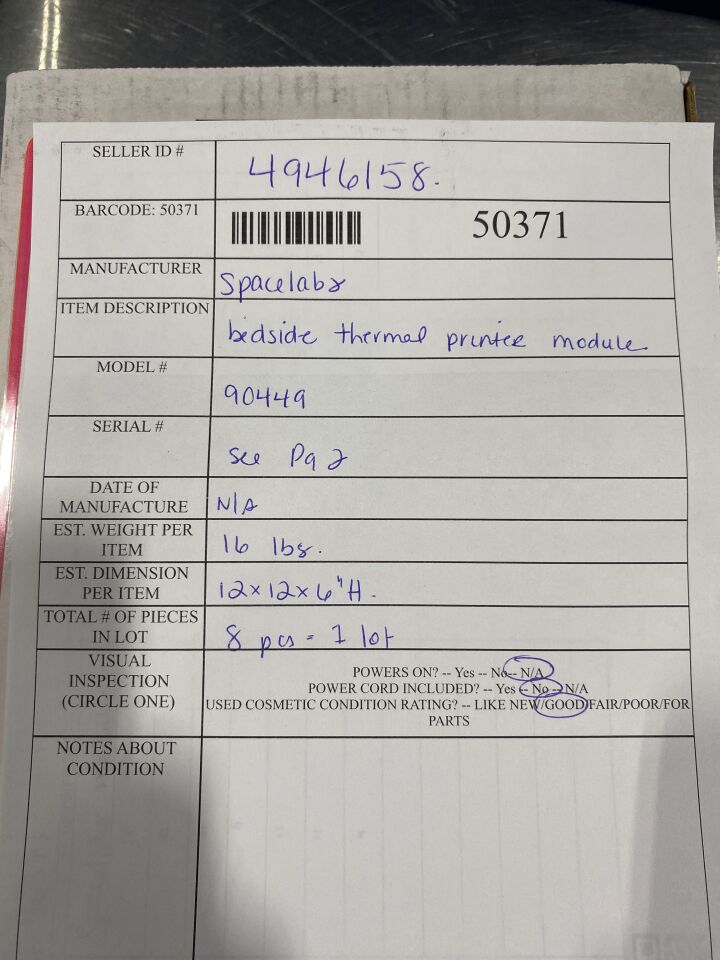 SELLER ID # 4946158.
BARCODE: 50371 50371
MANUFACTURER Spacelabs
ITEM DESCRIPTION bedside thermal printer module
MODEL # 90449
SERIAL # see Pg 2
DATE OF
MANUFACTURE N/A
EST. WEIGHT PER
ITEM 16 lbs.
EST. DIMENSION
PER ITEM 12x12x6"H.
TOTAL # OF PIECES
IN LOT 8 pcs = 1 lot
VISUAL
INSPECTION
(CIRCLE ONE)
POWERS ON? -- Yes -- No-- N/A
POWER CORD INCLUDED? -- Yes -- No -- N/A
USED COSMETIC CONDITION RATING? -- LIKE NEW/GOOD/FAIR/POOR/FOR
PARTS
NOTES ABOUT
CONDITION